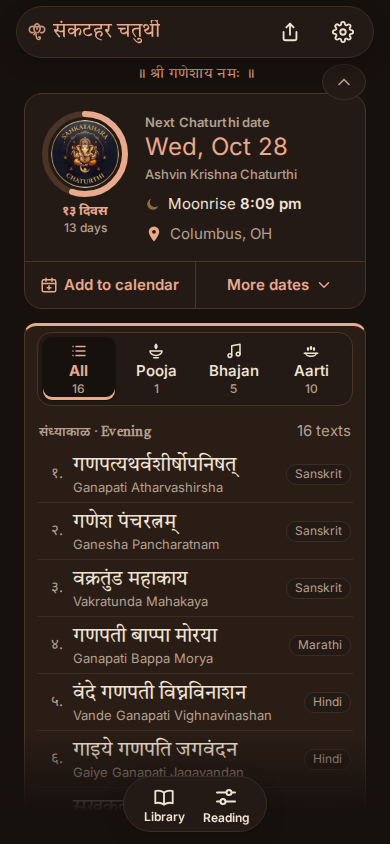 संकटहर चतुर्थी
॥ श्री गणेशाय नमः ॥
SANKATAHARA
CHATURTHI
१३ दिवस
13 days
Next Chaturthi date
Wed, Oct 28
Ashvin Krishna Chaturthi
Moonrise 8:09 pm
Columbus, OH
Add to calendar
More dates
All
16
Pooja
1
Bhajan
5
Aarti
10
संध्याकाळ · Evening
16 texts
१.
गणपत्यथर्वशीर्षोपनिषत्
Ganapati Atharvashirsha
Sanskrit
२.
गणेश पंचरत्नम्
Ganesha Pancharatnam
Sanskrit
३.
वक्रतुंड महाकाय
Vakratunda Mahakaya
Sanskrit
४.
गणपती बाप्पा मोरया
Ganapati Bappa Morya
Marathi
५.
वंदे गणपती विघ्नविनाशन
Vande Ganapati Vighnavinashan
Hindi
६.
गाइये गणपति जगवंदन
Gaiye Ganapati Jagavandan
Hindi
Library
Reading